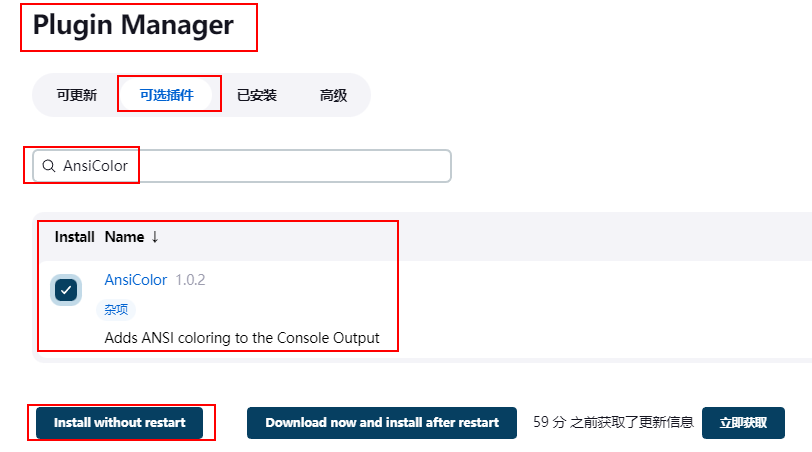 Plugin Manager
可更新 可选插件 已安装 高级
AnsiColor
Install Name ↓
AnsiColor 1.0.2
杂项
Adds ANSI coloring to the Console Output
Install without restart Download now and install after restart 59 分 之前获取了更新信息 立即获取